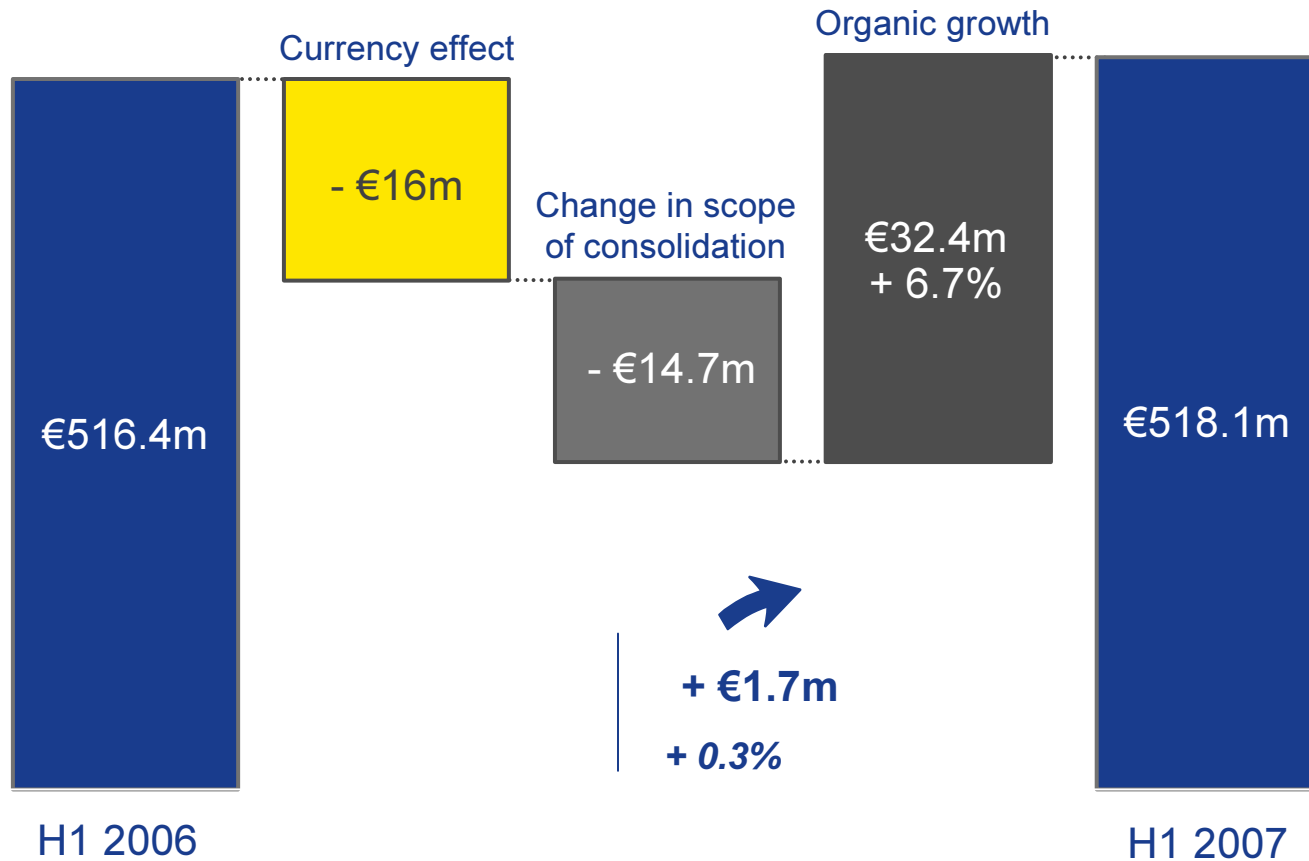 Organic growth
Currency effect
- €16m
Change in scope
of consolidation
€32.4m
+ 6.7%
- €14.7m
€516.4m
€518.1m
+ €1.7m
+ 0.3%
H1 2006
H1 2007